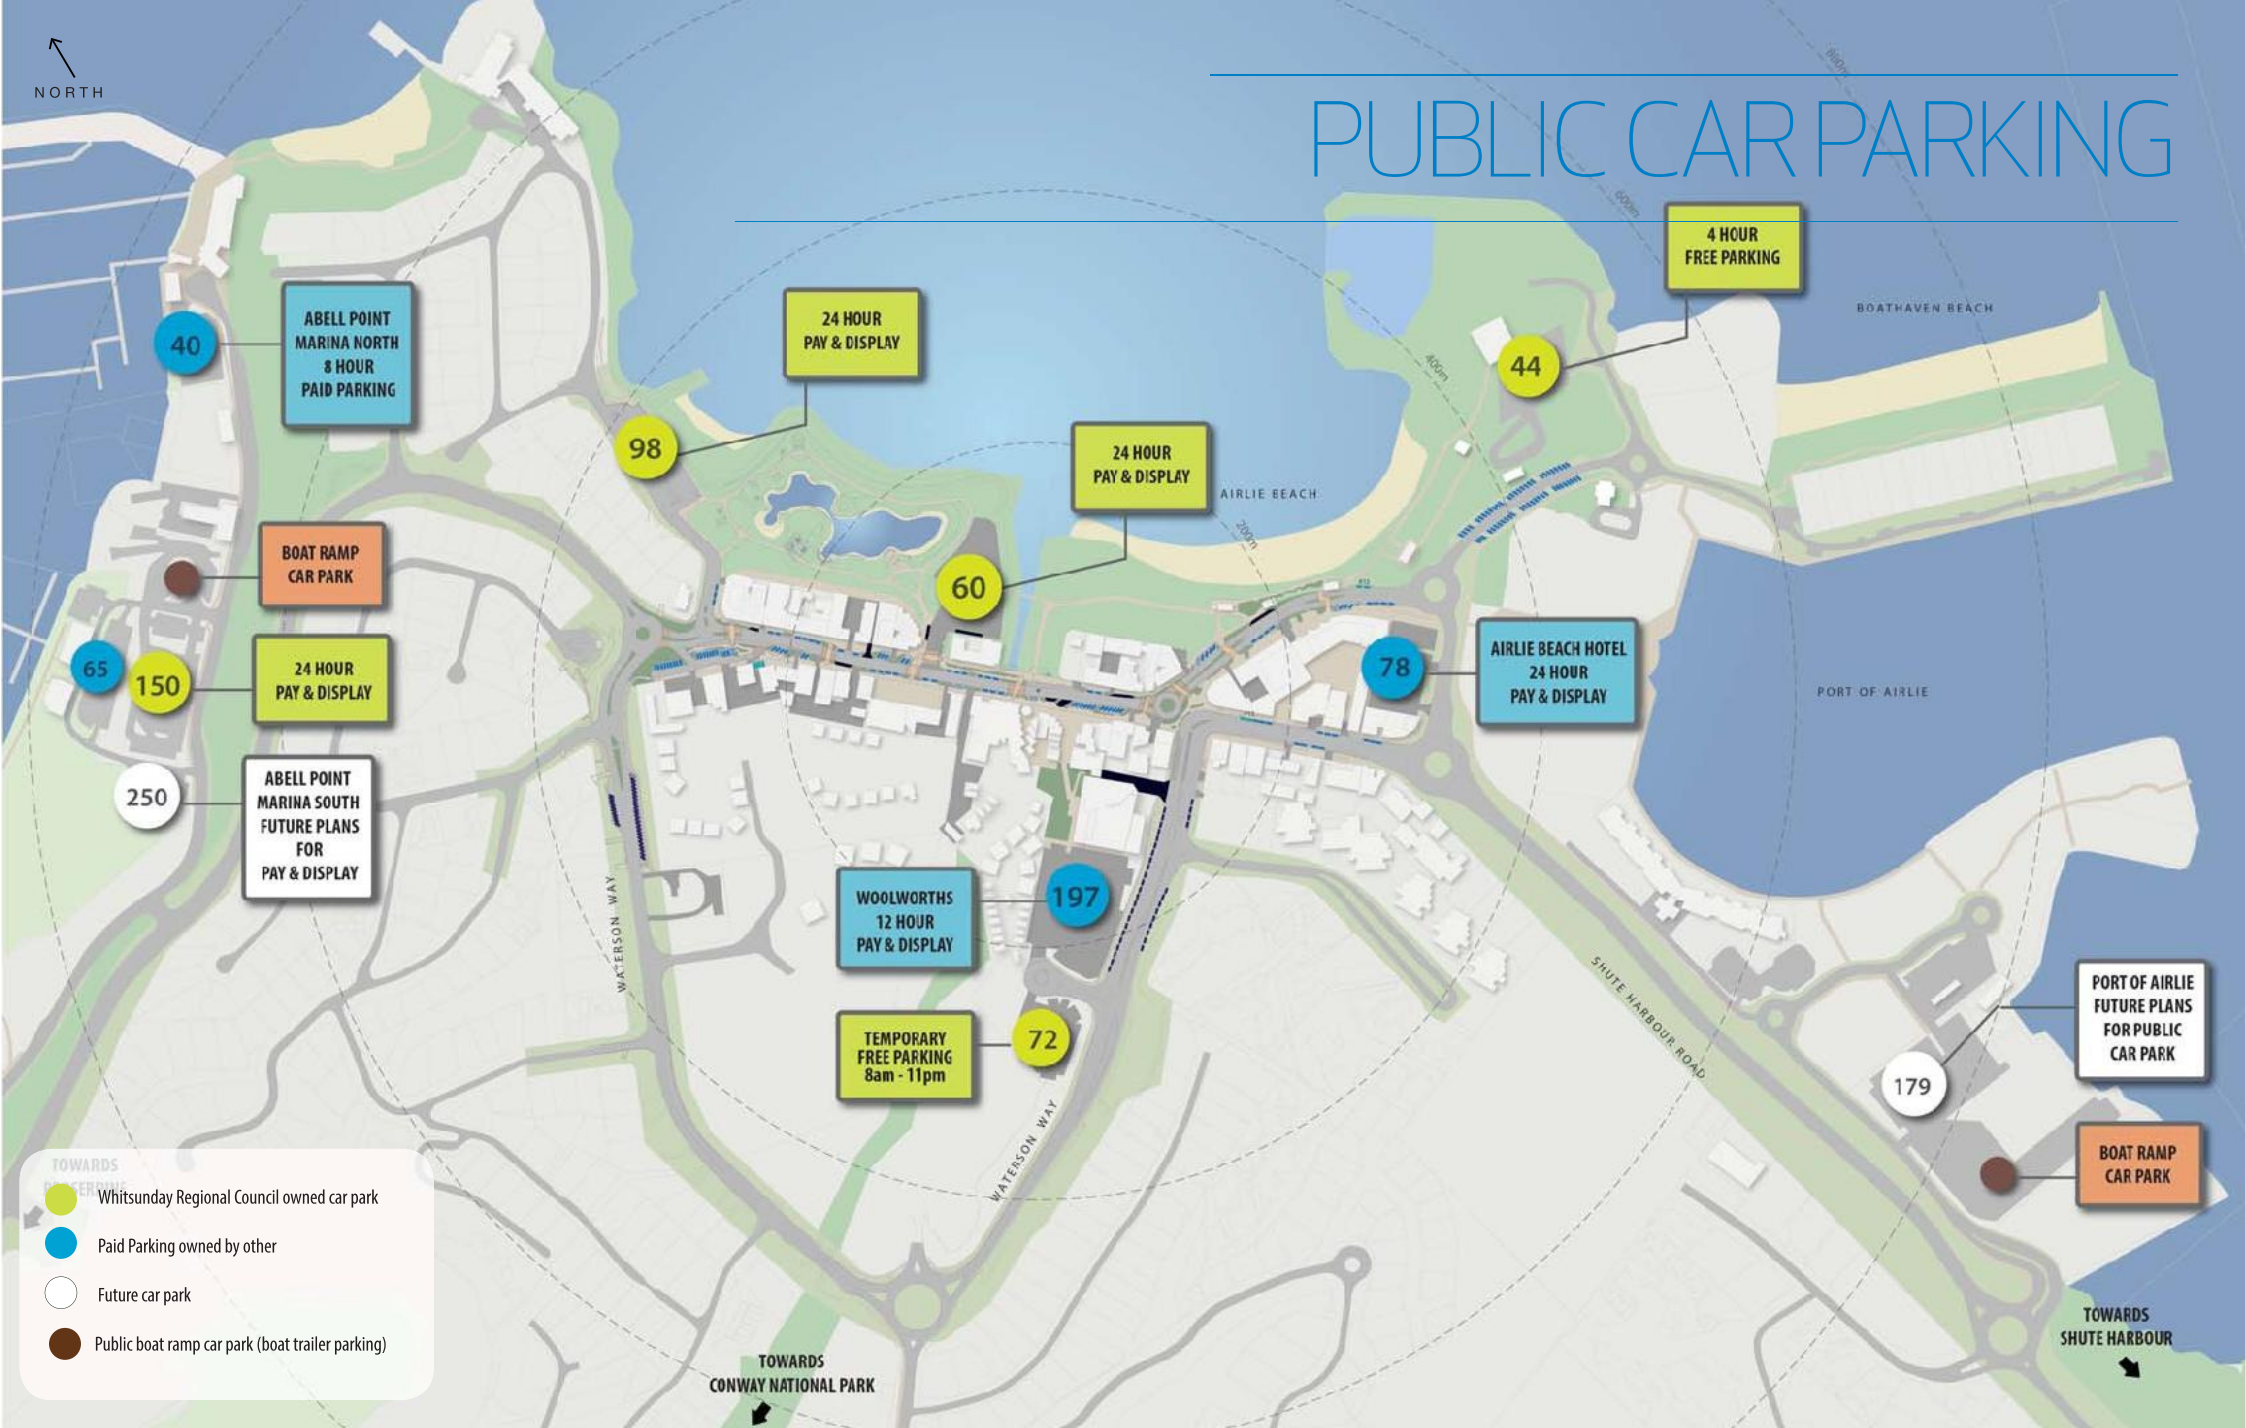 NORTH
PUBLIC CAR PARKING
800m
600m
400m
200m
4 HOUR
FREE PARKING
44
BOATHAVEN BEACH
24 HOUR
PAY & DISPLAY
98
24 HOUR
PAY & DISPLAY
60
AIRLIE BEACH
40
ABELL POINT
MARINA NORTH
8 HOUR
PAID PARKING
BOAT RAMP
CAR PARK
65
150
24 HOUR
PAY & DISPLAY
250
ABELL POINT
MARINA SOUTH
FUTURE PLANS
FOR
PAY & DISPLAY
78
AIRLIE BEACH HOTEL
24 HOUR
PAY & DISPLAY
PORT OF AIRLIE
WATERSON WAY
WOOLWORTHS
12 HOUR
PAY & DISPLAY
197
TEMPORARY
FREE PARKING
8am - 11pm
72
WATERSON WAY
SHUTE HARBOUR ROAD
PORT OF AIRLIE
FUTURE PLANS
FOR PUBLIC
CAR PARK
179
BOAT RAMP
CAR PARK
TOWARDS
Whitsunday Regional Council owned car park
Paid Parking owned by other
Future car park
Public boat ramp car park (boat trailer parking)
TOWARDS
CONWAY NATIONAL PARK
TOWARDS
SHUTE HARBOUR